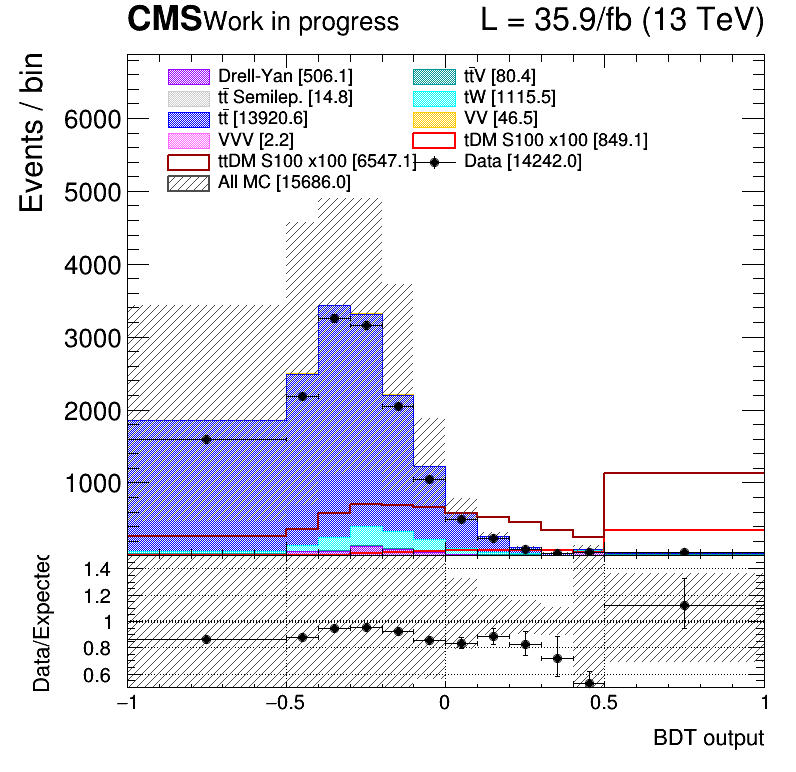 CMS Work in progress L = 35.9/fb (13 TeV)
Events / bin
Drell-Yan [506.1] tt̄V [80.4]
tt̄ Semilep. [14.8] tW [1115.5]
tt̄ [13920.6] VV [46.5]
VVV [2.2] tDM S100 x100 [849.1]
ttDM S100 x100 [6547.1] Data [14242.0]
All MC [15686.0]
6000
5000
4000
3000
2000
1000
Data/Expected
1.4
1.2
1
0.8
0.6
−1 −0.5 0 0.5 1
BDT output